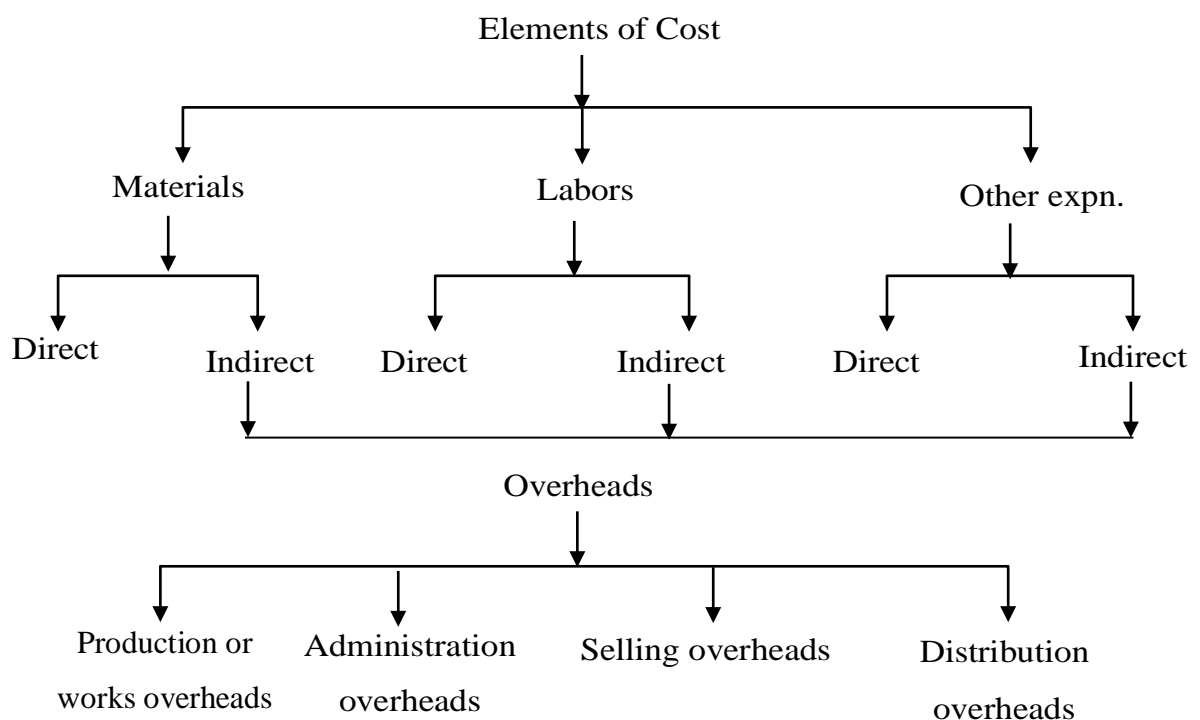 Elements of Cost
Materials
Labors
Other expn.
Direct
Indirect
Direct
Indirect
Direct
Indirect
Overheads
Production or
works overheads
Administration
overheads
Selling overheads
Distribution
overheads